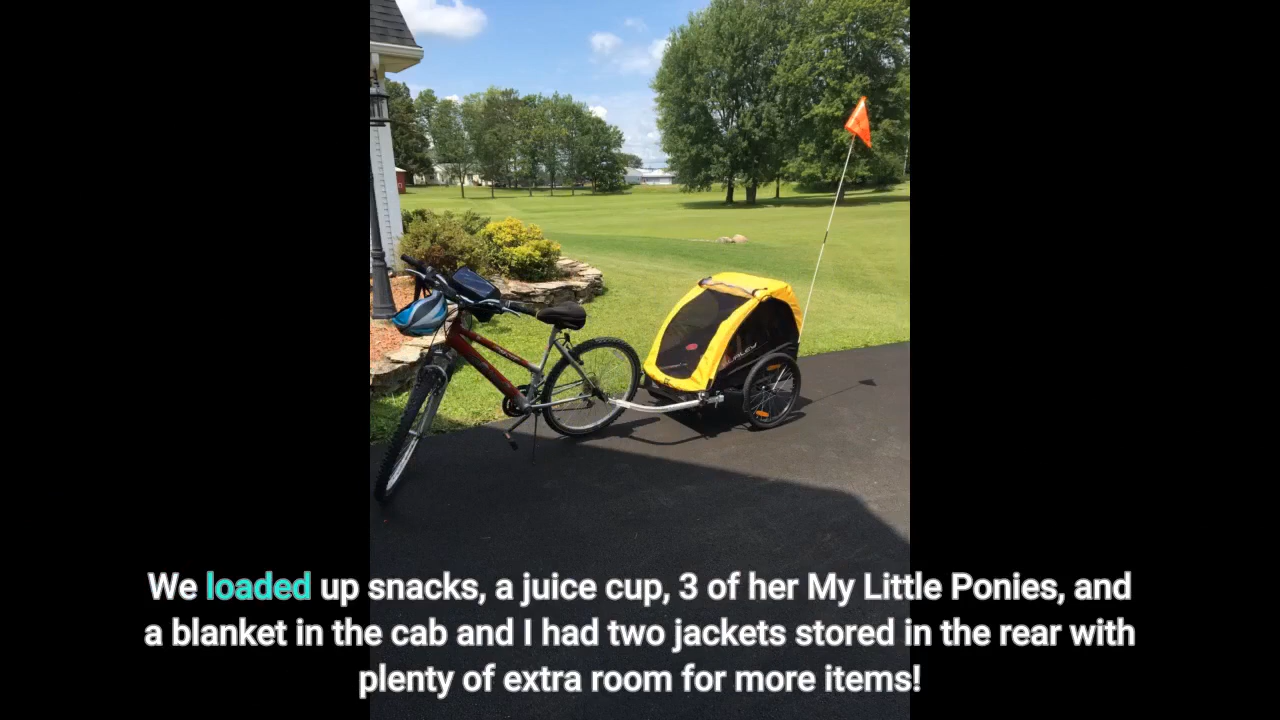 BURLEY
We loaded up snacks, a juice cup, 3 of her My Little Ponies, and
a blanket in the cab and I had two jackets stored in the rear with
plenty of extra room for more items!